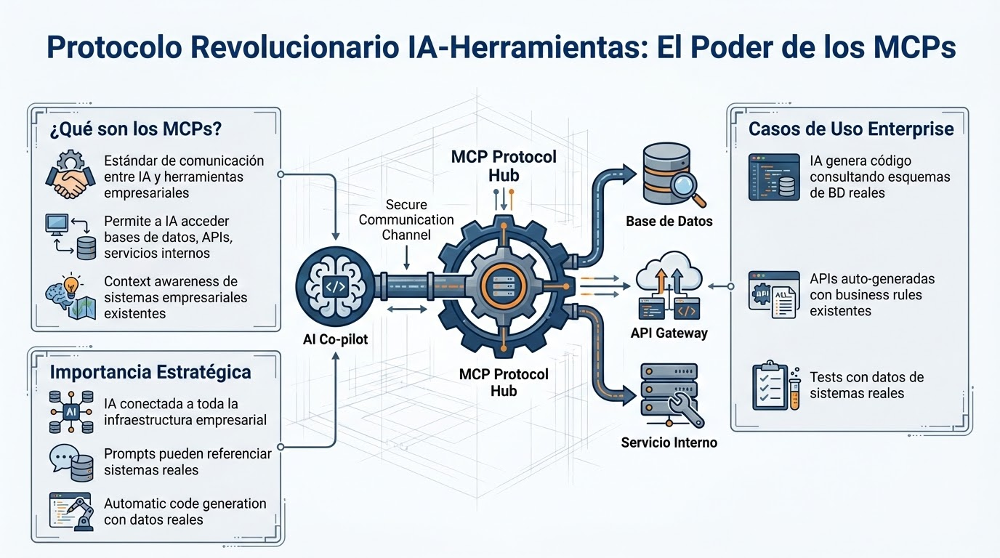 Protocolo Revolucionario IA-Herramientas: El Poder de los MCPs
¿Qué son los MCPs?
Estándar de comunicación
entre IA y herramientas
empresariales
Permite a IA acceder
bases de datos, APIs,
servicios internos
Context awareness de
sistemas empresariales
existentes
Importancia Estratégica
AI
IA conectada a toda la
infraestructura empresarial
Prompts pueden referenciar
sistemas reales
Automatic code generation
con datos reales
</>
AI Co-pilot
Secure
Communication
Channel
MCP Protocol
Hub
MCP Protocol
Hub
Base de Datos
</>
API Gateway
Servicio Interno
Casos de Uso Enterprise
IA genera código
consultando esquemas
de BD reales
API
APIs auto-generadas
con business rules
existentes
Tests con datos de
sistemas reales